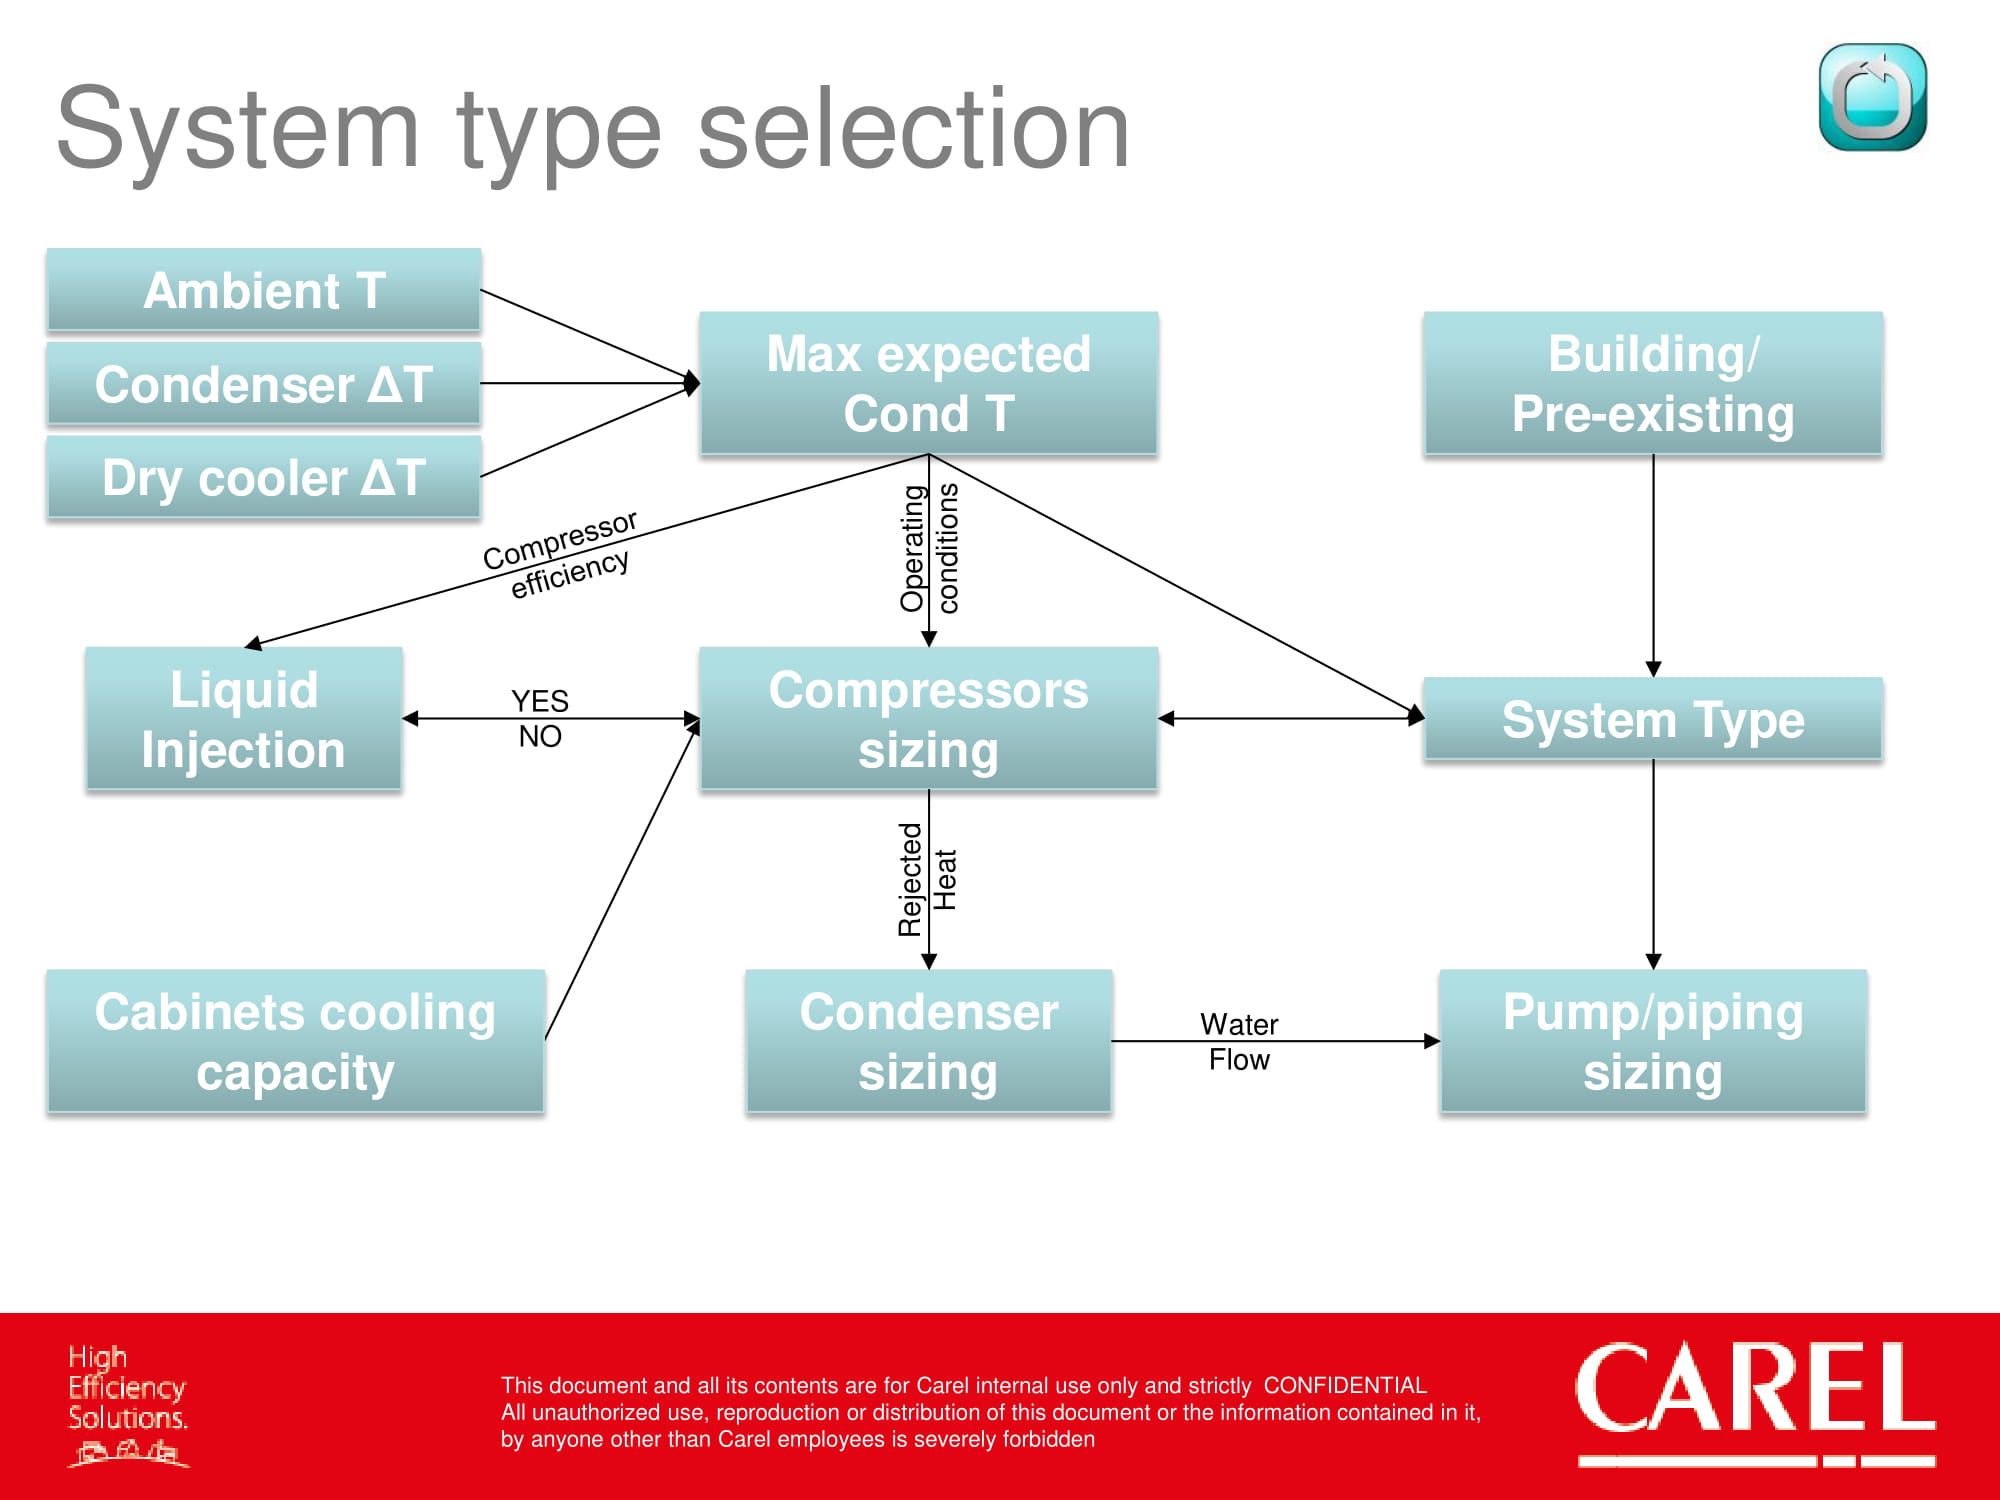 System type selection
Ambient T
Condenser ΔT
Dry cooler ΔT
Max expected
Cond T
Building/
Pre-existing
Compressor
efficiency
Operating
conditions
Liquid
Injection
YES
NO
Compressors
sizing
System Type
Rejected
Heat
Cabinets cooling
capacity
Condenser
sizing
Water
Flow
Pump/piping
sizing
High
Efficiency
Solutions.
This document and all its contents are for Carel internal use only and strictly  CONFIDENTIAL
All unauthorized use, reproduction or distribution of this document or the information contained in it,
by anyone other than Carel employees is severely forbidden
CAREL